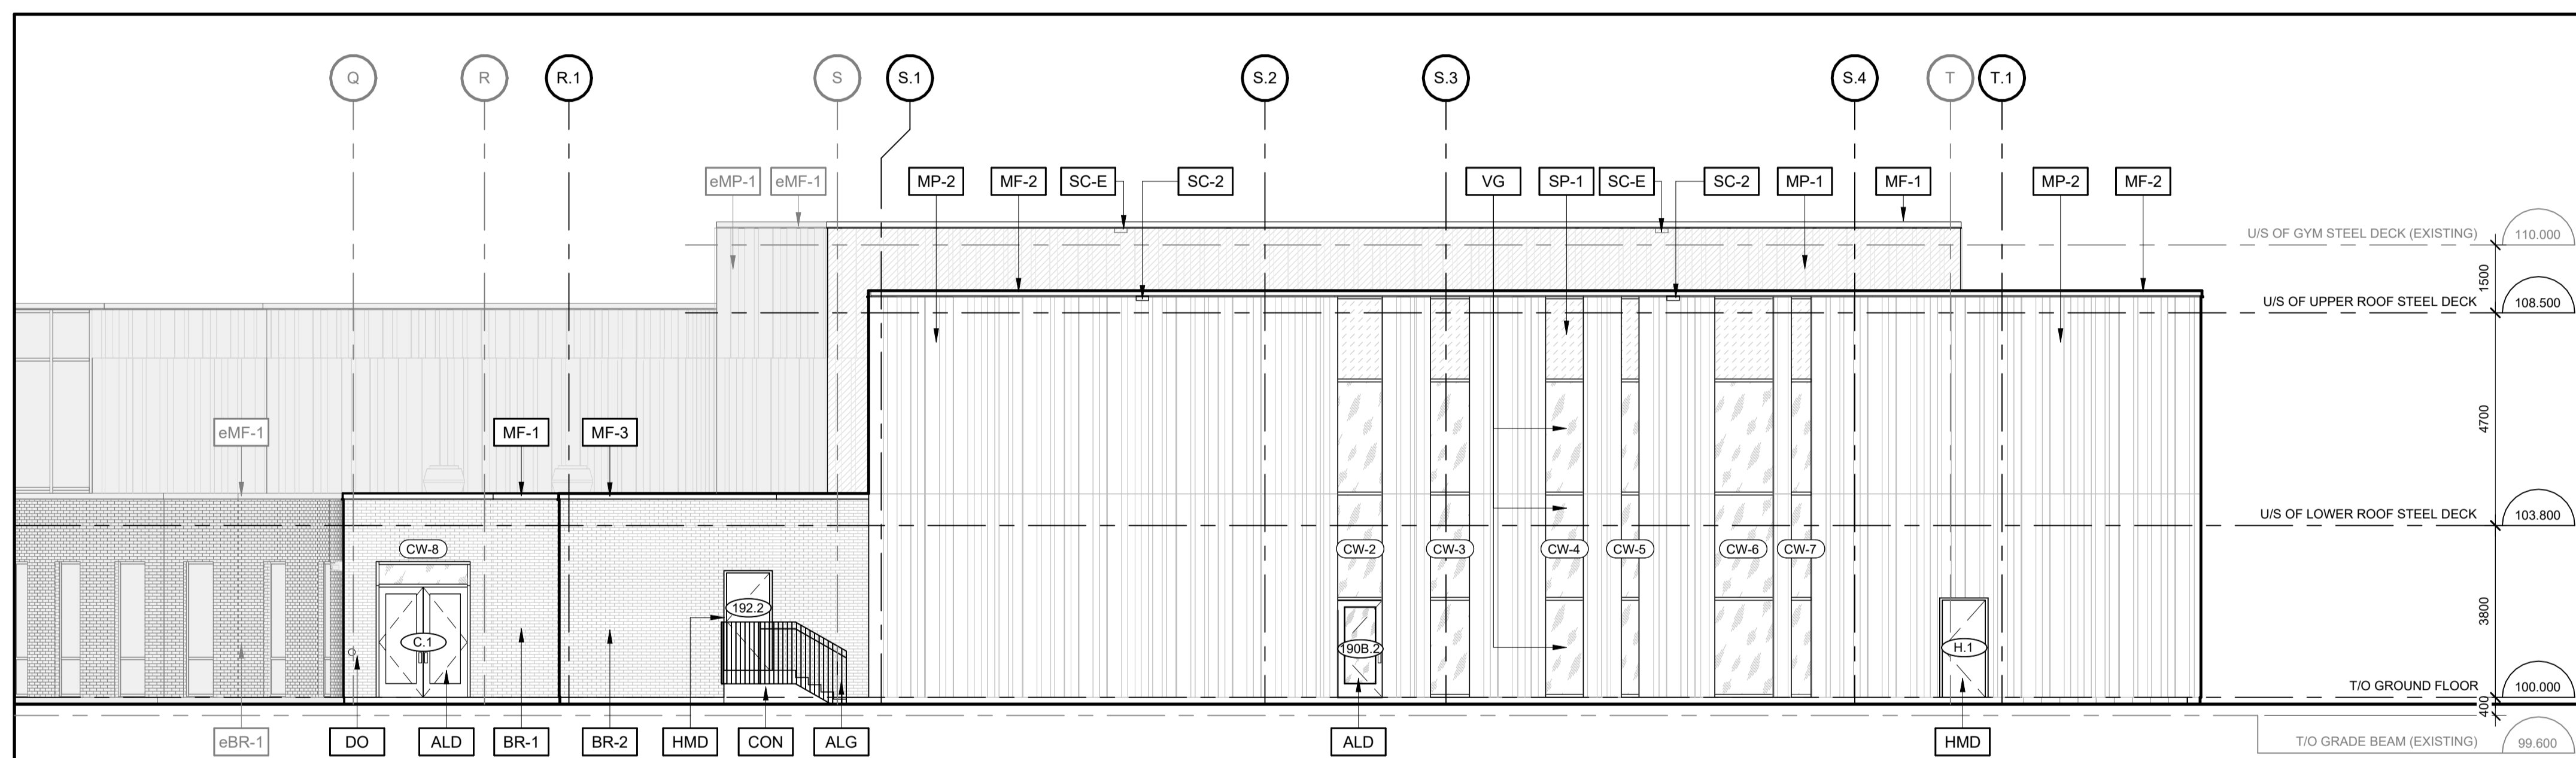 Q R R.1 S S.1 S.2 S.3 S.4 T T.1
eMP-1 eMF-1 MP-2 MF-2 SC-E SC-2 VG SP-1 SC-E SC-2 MP-1 MF-1 MP-2 MF-2
U/S OF GYM STEEL DECK (EXISTING) 110.000
1500
U/S OF UPPER ROOF STEEL DECK 108.500
4700
eMF-1 MF-1 MF-3
U/S OF LOWER ROOF STEEL DECK 103.800
CW-8 CW-2 CW-3 CW-4 CW-5 CW-6 CW-7
3800
192.2
C.1 190B.2 H.1
T/O GROUND FLOOR 100.000
400
eBR-1 DO ALD BR-1 BR-2 HMD CON ALG ALD HMD
T/O GRADE BEAM (EXISTING) 99.600